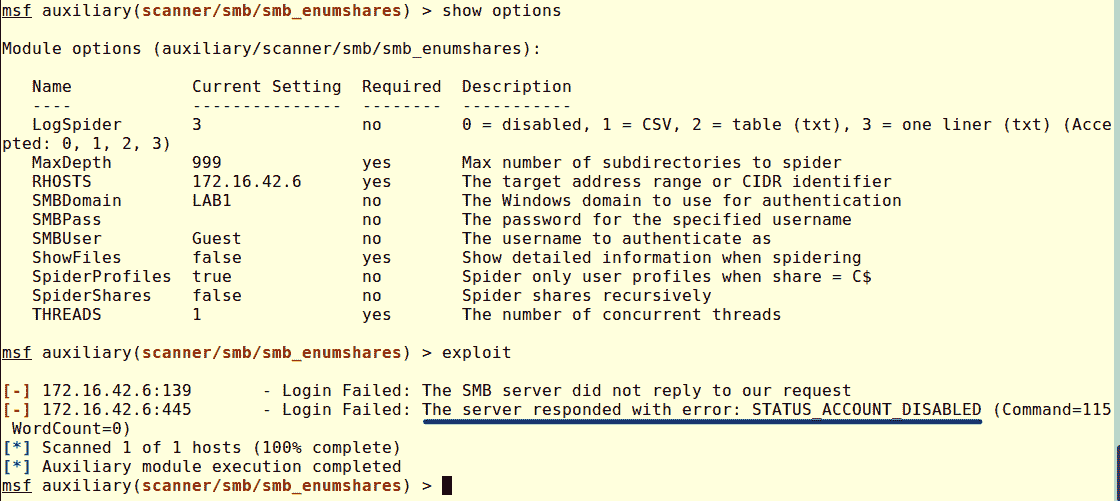 msf auxiliary(scanner/smb/smb_enumshares) > show options
Module options (auxiliary/scanner/smb/smb_enumshares):
Name Current Setting Required Description
---- --------------- -------- -----------
LogSpider 3 no 0 = disabled, 1 = CSV, 2 = table (txt), 3 = one liner (txt) (Acce
pted: 0, 1, 2, 3)
MaxDepth 999 yes Max number of subdirectories to spider
RHOSTS 172.16.42.6 yes The target address range or CIDR identifier
SMBDomain LAB1 no The Windows domain to use for authentication
SMBPass no The password for the specified username
SMBUser Guest no The username to authenticate as
ShowFiles false yes Show detailed information when spidering
SpiderProfiles true no Spider only user profiles when share = C$
SpiderShares false no Spider shares recursively
THREADS 1 yes The number of concurrent threads
msf auxiliary(scanner/smb/smb_enumshares) > exploit
[-] 172.16.42.6:139 - Login Failed: The SMB server did not reply to our request
[-] 172.16.42.6:445 - Login Failed: The server responded with error: STATUS_ACCOUNT_DISABLED (Command=115
WordCount=0)
[*] Scanned 1 of 1 hosts (100% complete)
[*] Auxiliary module execution completed
msf auxiliary(scanner/smb/smb_enumshares) >